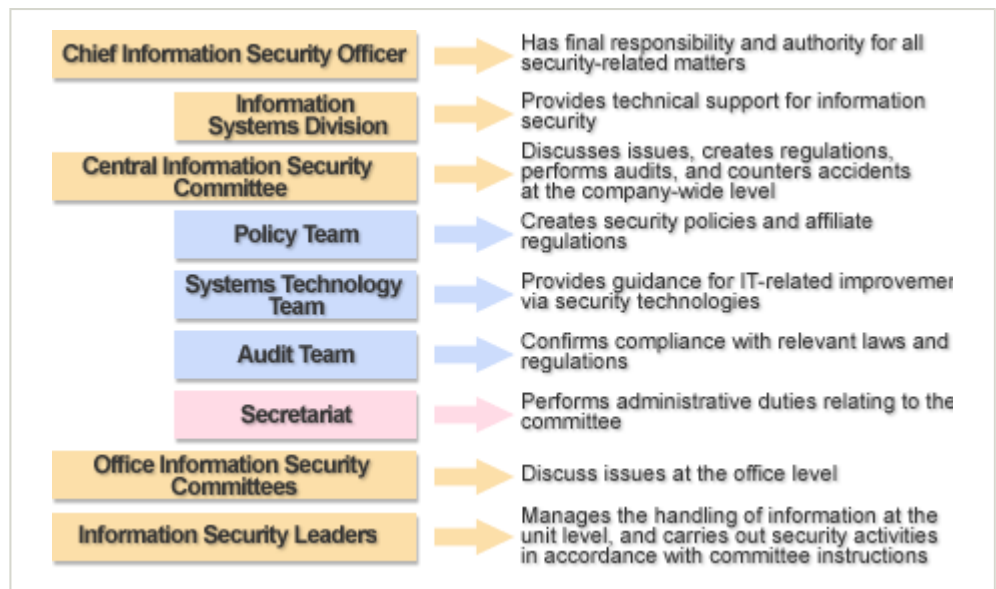 Chief Information Security Officer
Has final responsibility and authority for all
security-related matters
Information
Systems Division
Provides technical support for information
security
Central Information Security
Committee
Discusses issues, creates regulations,
performs audits, and counters accidents
at the company-wide level
Policy Team
Creates security policies and affiliate
regulations
Systems Technology
Team
Provides guidance for IT-related improvemen
via security technologies
Audit Team
Confirms compliance with relevant laws and
regulations
Secretariat
Performs administrative duties relating to the
committee
Office Information Security
Committees
Discuss issues at the office level
Information Security Leaders
Manages the handling of information at the
unit level, and carries out security activities
in accordance with committee instructions